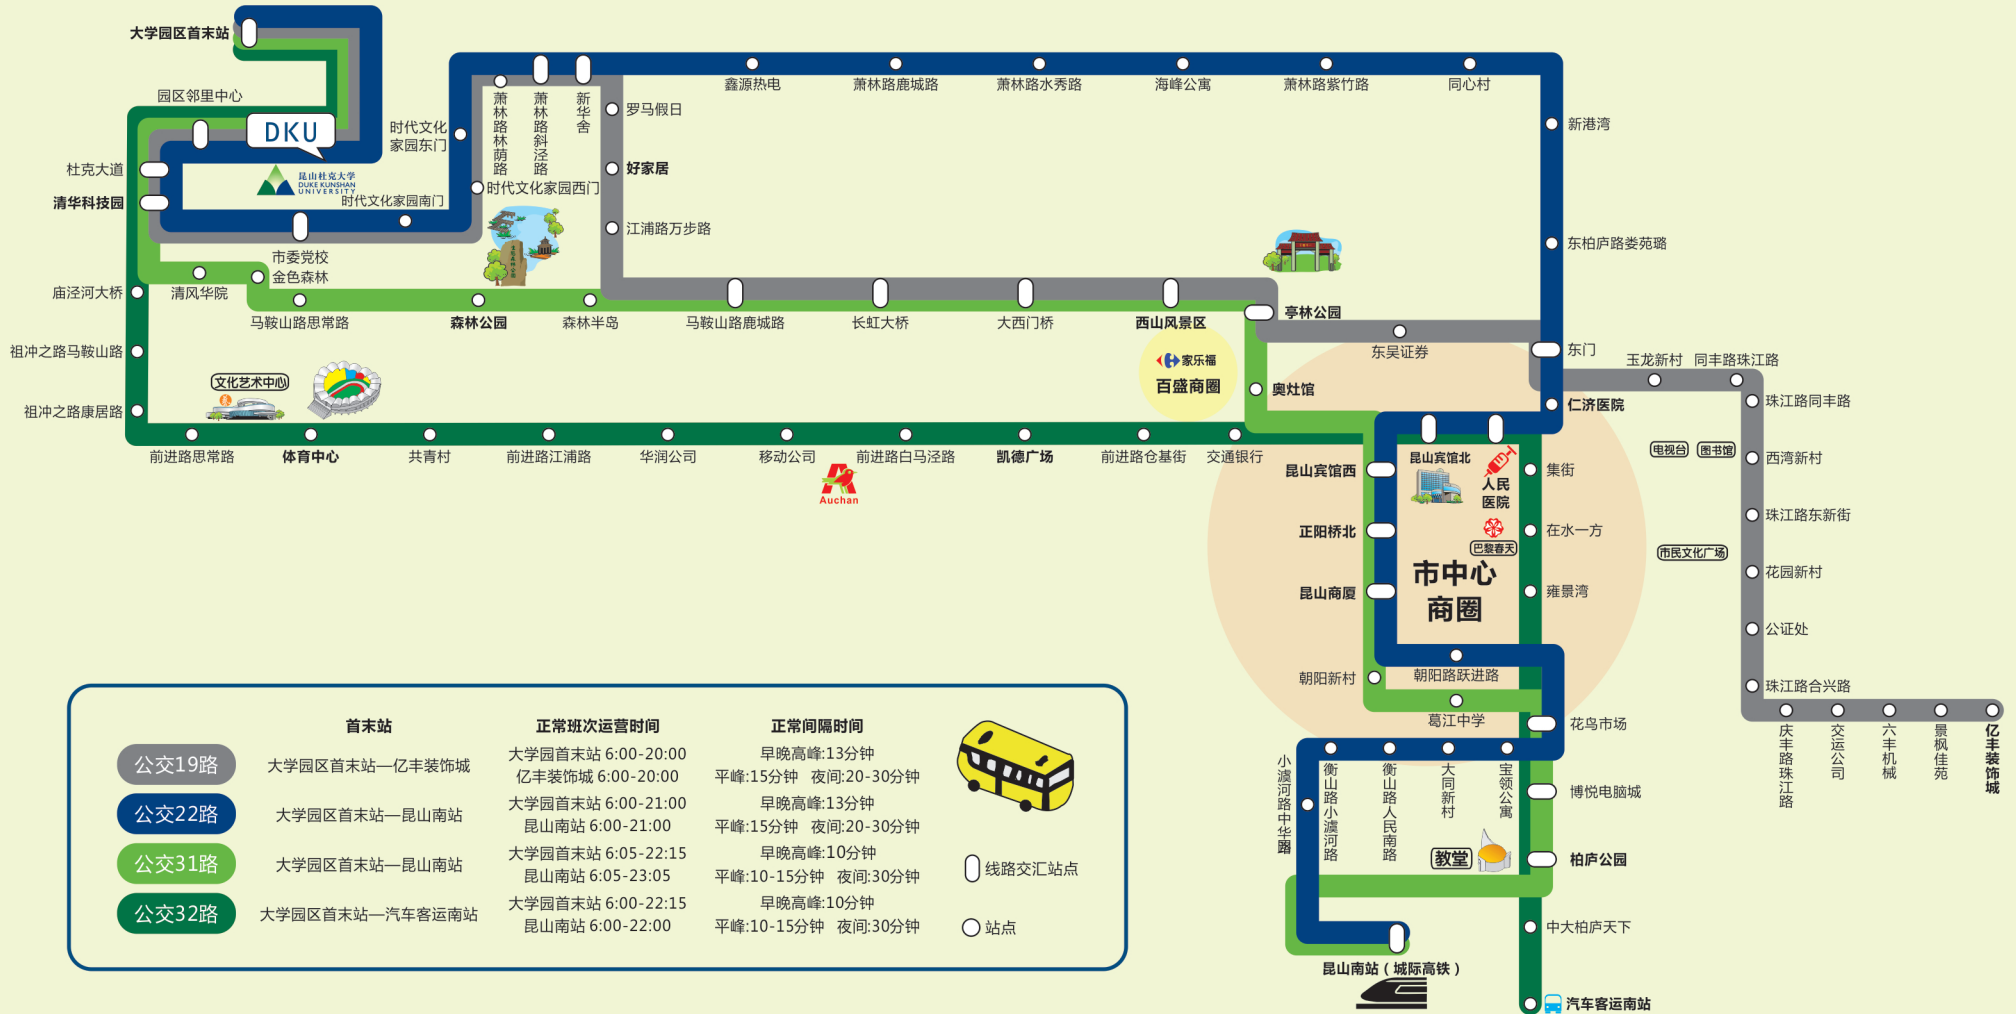 大学园区首末站
园区邻里中心
DKU
昆山杜克大学
DUKE KUNSHAN
UNIVERSITY
杜克大道
清华科技园
市委党校
时代文化家园南门
时代文化
家园东门
时代文化家园西门
萧林路林荫路
萧林路斜泾路
新华舍
鑫源热电
萧林路鹿城路
萧林路水秀路
海峰公寓
萧林路紫竹路
同心村
新港湾
东柏庐路娄苑璐
罗马假日
好家居
江浦路万步路
清风华院
金色森林
马鞍山路思常路
森林公园
森林半岛
马鞍山路鹿城路
长虹大桥
大西门桥
西山风景区
亭林公园
东吴证券
东门
仁济医院
玉龙新村
同丰路珠江路
珠江路同丰路
电视台
图书馆
西湾新村
珠江路东新街
市民文化广场
花园新村
公证处
珠江路合兴路
庆丰路珠江路
交运公司
六丰机械
景枫佳苑
亿丰装饰城
庙泾河大桥
祖冲之路马鞍山路
祖冲之路康居路
文化艺术中心
前进路思常路
体育中心
共青村
前进路江浦路
华润公司
移动公司
Auchan
前进路白马泾路
凯德广场
前进路仓基街
交通银行
家乐福
百盛商圈
奥灶馆
昆山宾馆西
昆山宾馆北
人民
医院
集街
正阳桥北
巴黎春天
在水一方
市中心
商圈
昆山商厦
雍景湾
朝阳新村
朝阳路跃进路
葛江中学
花鸟市场
小澞河路中华路
衡山路小澞河路
衡山路人民南路
大同新村
宝领公寓
博悦电脑城
教堂
柏庐公园
中大柏庐天下
昆山南站（城际高铁）
汽车客运南站
首末站 正常班次运营时间 正常间隔时间
公交19路 大学园区首末站—亿丰装饰城
大学园首末站 6:00-20:00 早晚高峰:13分钟
亿丰装饰城 6:00-20:00 平峰:15分钟 夜间:20-30分钟
公交22路 大学园区首末站—昆山南站
大学园首末站 6:00-21:00 早晚高峰:13分钟
昆山南站 6:00-21:00 平峰:15分钟 夜间:20-30分钟
公交31路 大学园区首末站—昆山南站
大学园首末站 6:05-22:15 早晚高峰:10分钟
昆山南站 6:05-23:05 平峰:10-15分钟 夜间:30分钟
公交32路 大学园区首末站—汽车客运南站
大学园首末站 6:00-22:15 早晚高峰:10分钟
昆山南站 6:00-22:00 平峰:10-15分钟 夜间:30分钟
线路交汇站点
站点